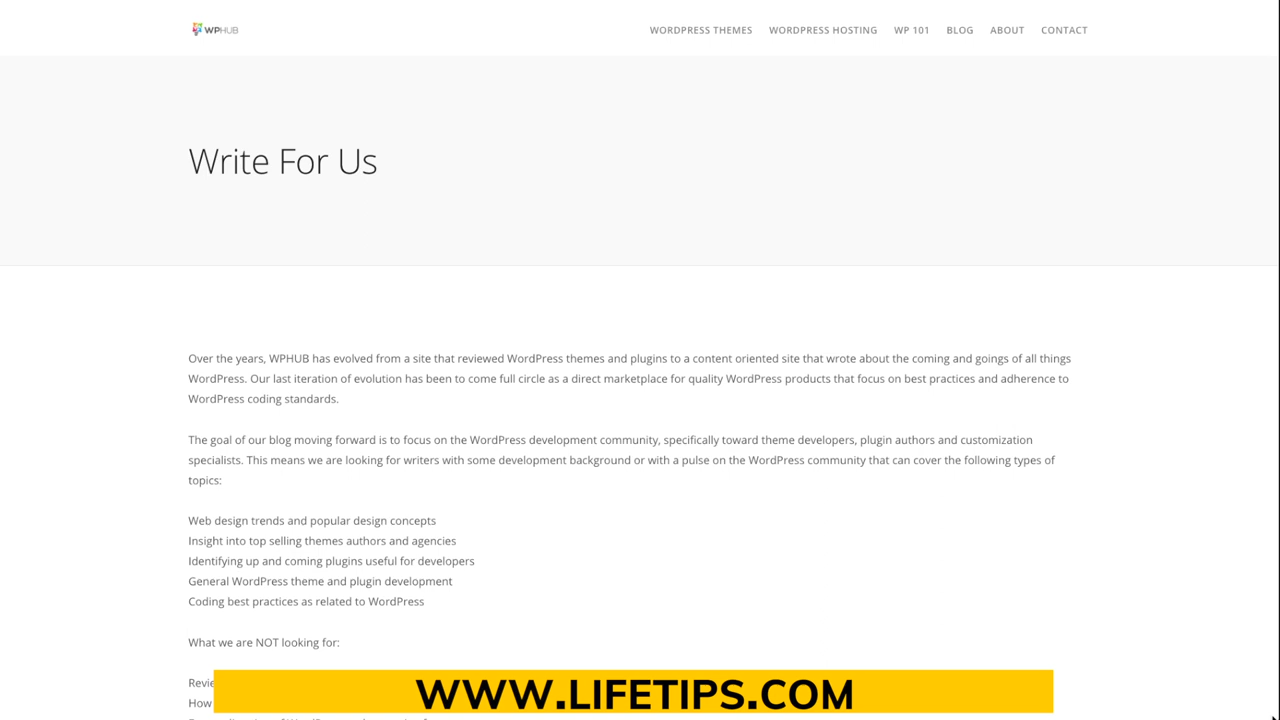 WPHUB
WORDPRESS THEMES WORDPRESS HOSTING WP 101 BLOG ABOUT CONTACT
Write For Us
Over the years, WPHUB has evolved from a site that reviewed WordPress themes and plugins to a content oriented site that wrote about the coming and goings of all things
WordPress. Our last iteration of evolution has been to come full circle as a direct marketplace for quality WordPress products that focus on best practices and adherence to
WordPress coding standards.
The goal of our blog moving forward is to focus on the WordPress development community, specifically toward theme developers, plugin authors and customization
specialists. This means we are looking for writers with some development background or with a pulse on the WordPress community that can cover the following types of
topics:
Web design trends and popular design concepts
Insight into top selling themes authors and agencies
Identifying up and coming plugins useful for developers
General WordPress theme and plugin development
Coding best practices as related to WordPress
What we are NOT looking for:
How
WWW.LIFETIPS.COM